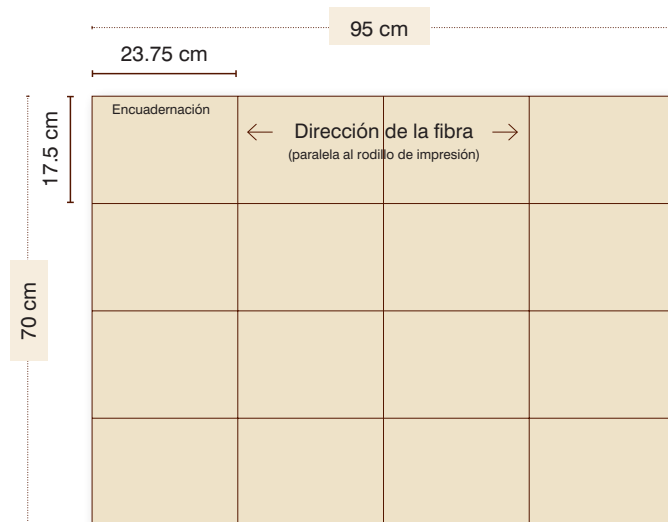 95 cm
23.75 cm
Encuadernación
Dirección de la fibra
(paralela al rodillo de impresión)
17.5 cm
70 cm